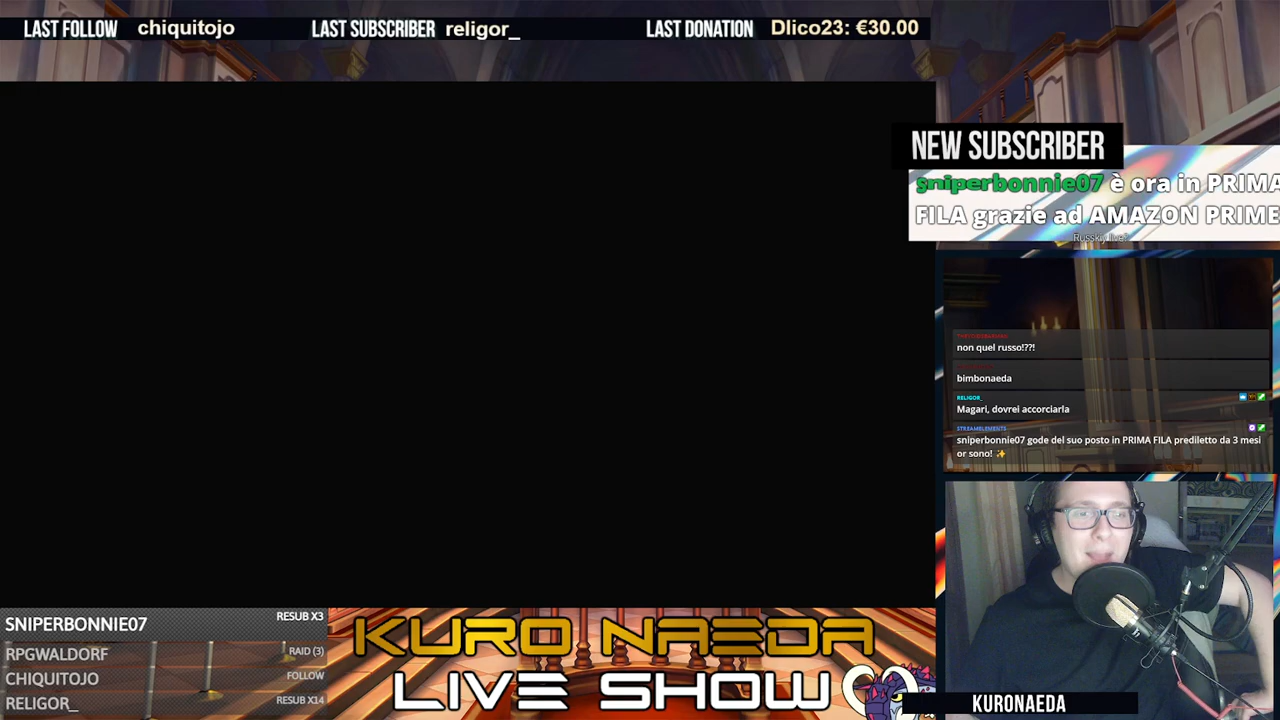 LAST FOLLOW chiquitojo LAST SUBSCRIBER religor_ LAST DONATION Dlico23: €30.00
NEW SUBSCRIBER
sniperbonnie07 è ora in PRIMA
FILA grazie ad AMAZON PRIME
non quel russo!??!
bimbonaeda
RELIGOR_
Magari, dovrei accorciarla
STREAMELEMENTS
sniperbonnie07 gode del suo posto in PRIMA FILA prediletto da 3 mesi
or sono! ✨
SNIPERBONNIE07 RESUB X3
RPGWALDORF RAID (3)
CHIQUITOJO FOLLOW
RELIGOR_ RESUB X14
KURO NAEDA
LIVE SHOW
KURONAEDA